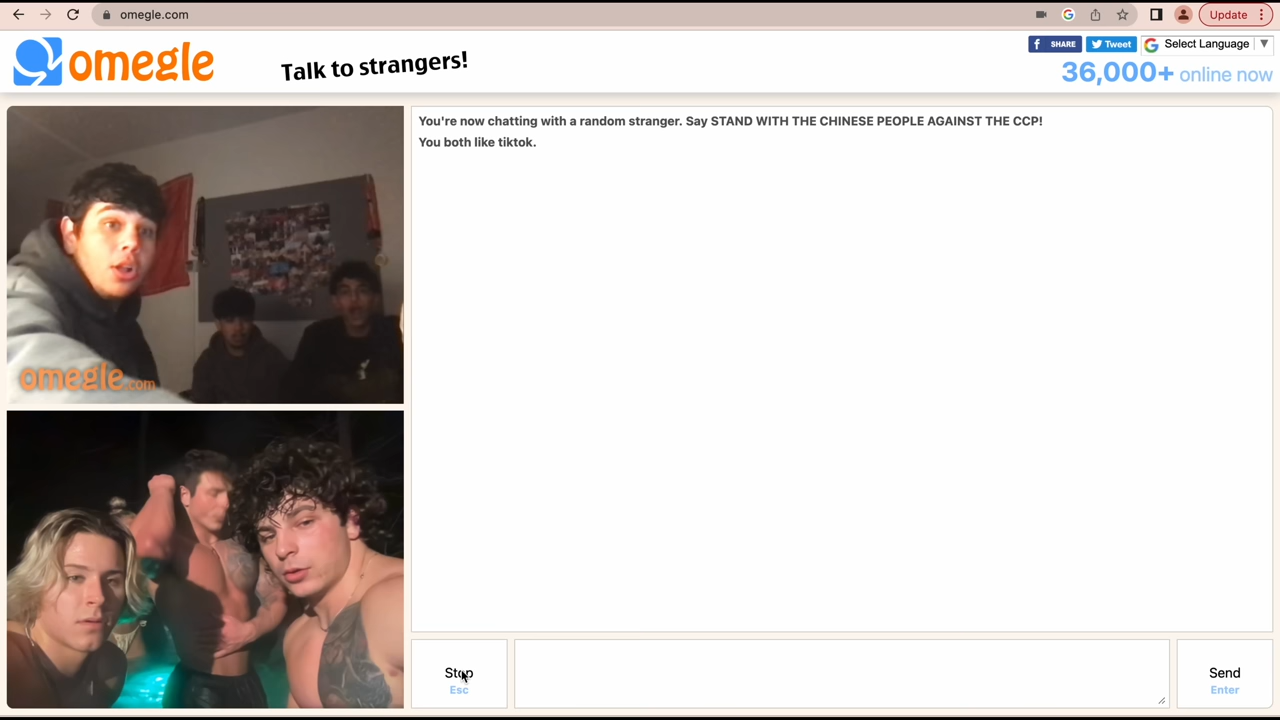 omegle.com
Update
omegle
Talk to strangers!
f SHARE
Tweet
G Select Language ▼
36,000+ online now
You're now chatting with a random stranger. Say STAND WITH THE CHINESE PEOPLE AGAINST THE CCP!
You both like tiktok.
omegle.com
Stop
Esc
Send
Enter